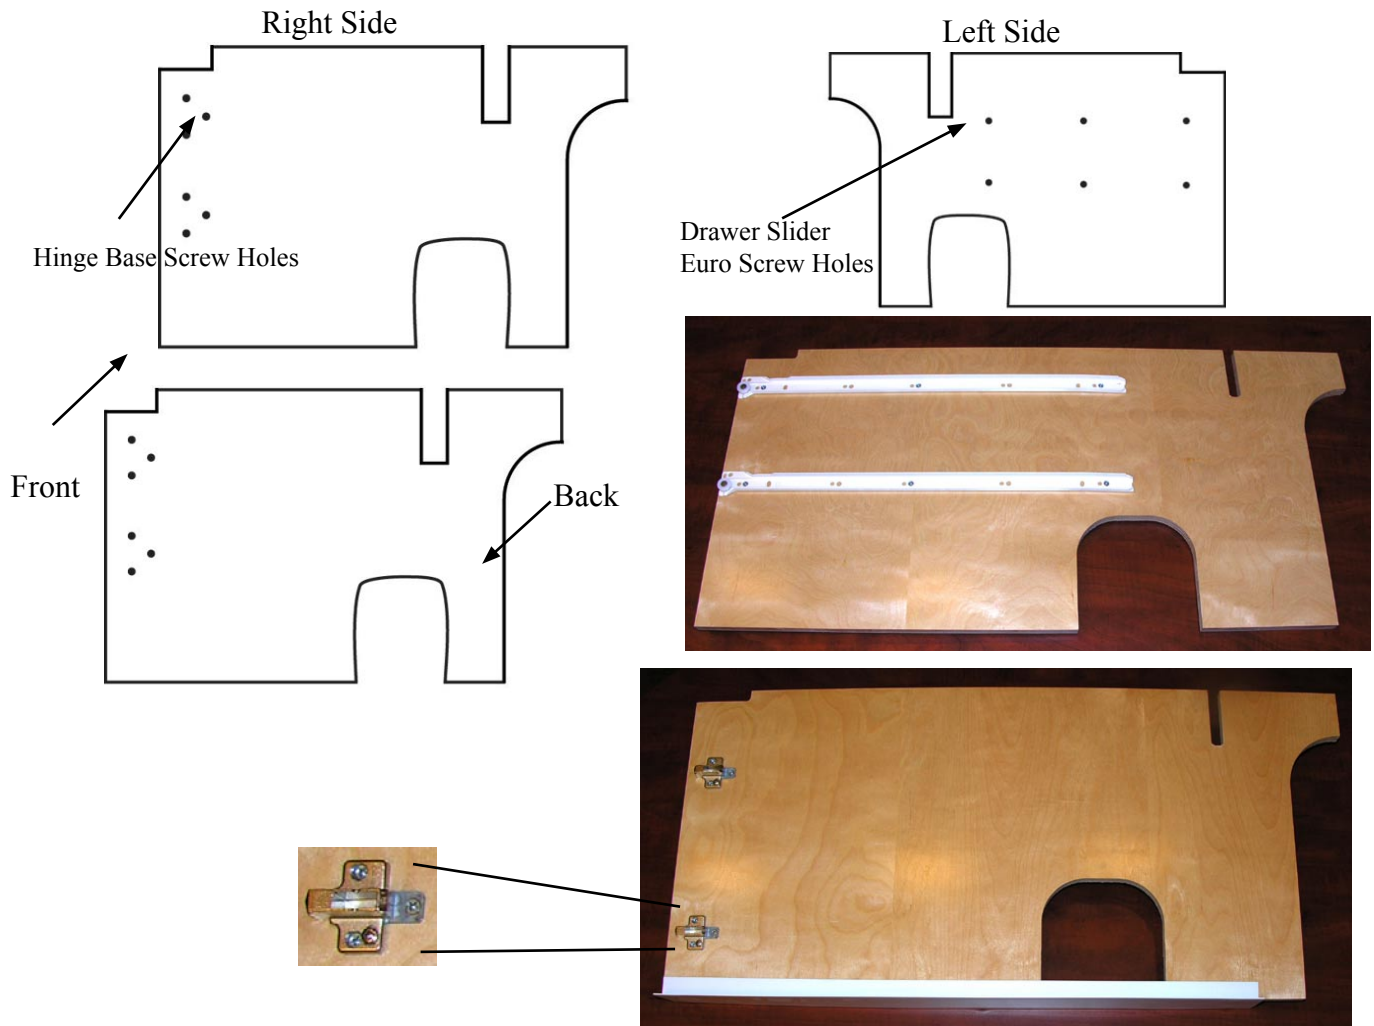 Right Side
Left Side
Hinge Base Screw Holes
Drawer Slider
Euro Screw Holes
Front
Back